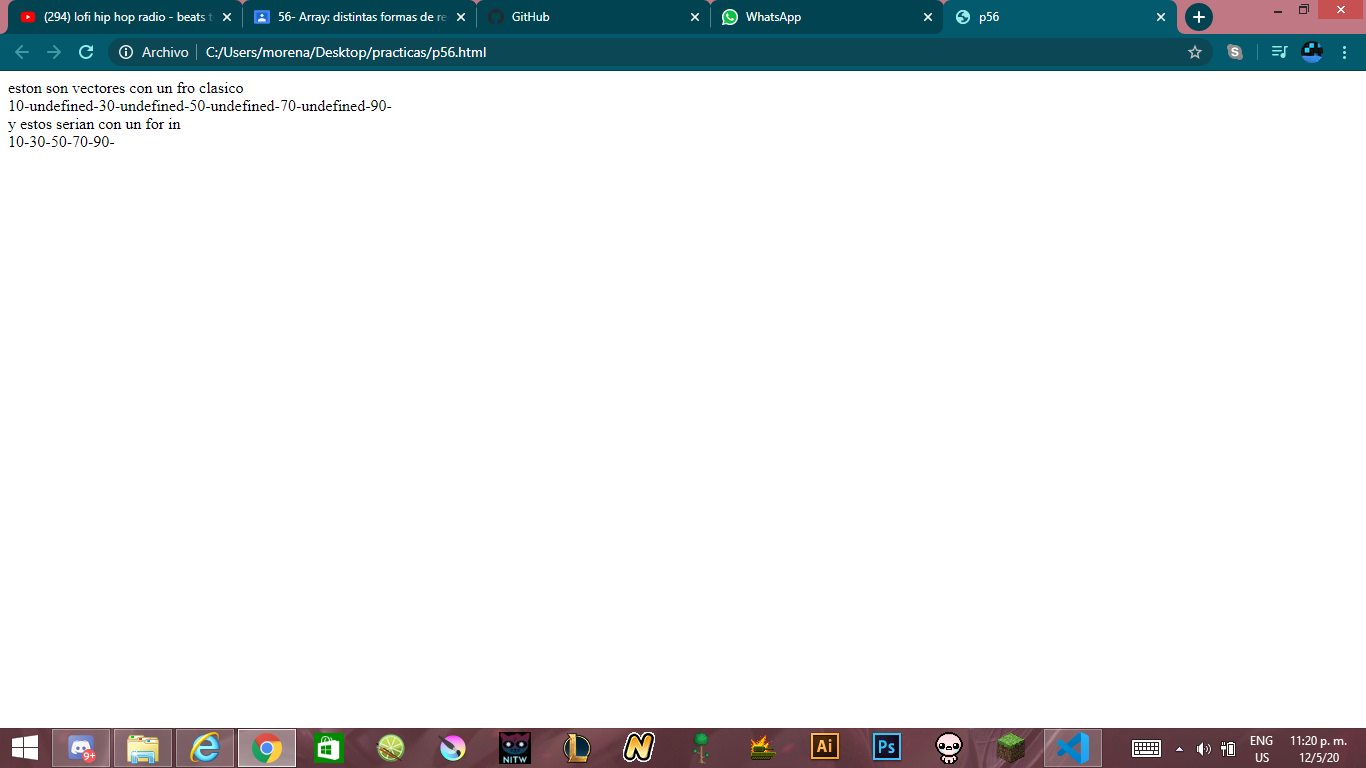 (294) lofi hip hop radio - beats t
56- Array: distintas formas de re
GitHub
WhatsApp
p56
Archivo
C:/Users/morena/Desktop/practicas/p56.html
eston son vectores con un fro clasico
10-undefined-30-undefined-50-undefined-70-undefined-90-
y estos serian con un for in
10-30-50-70-90-
9+
NITW
L
N
Ai
Ps
ENG
US
11:20 p. m.
12/5/20